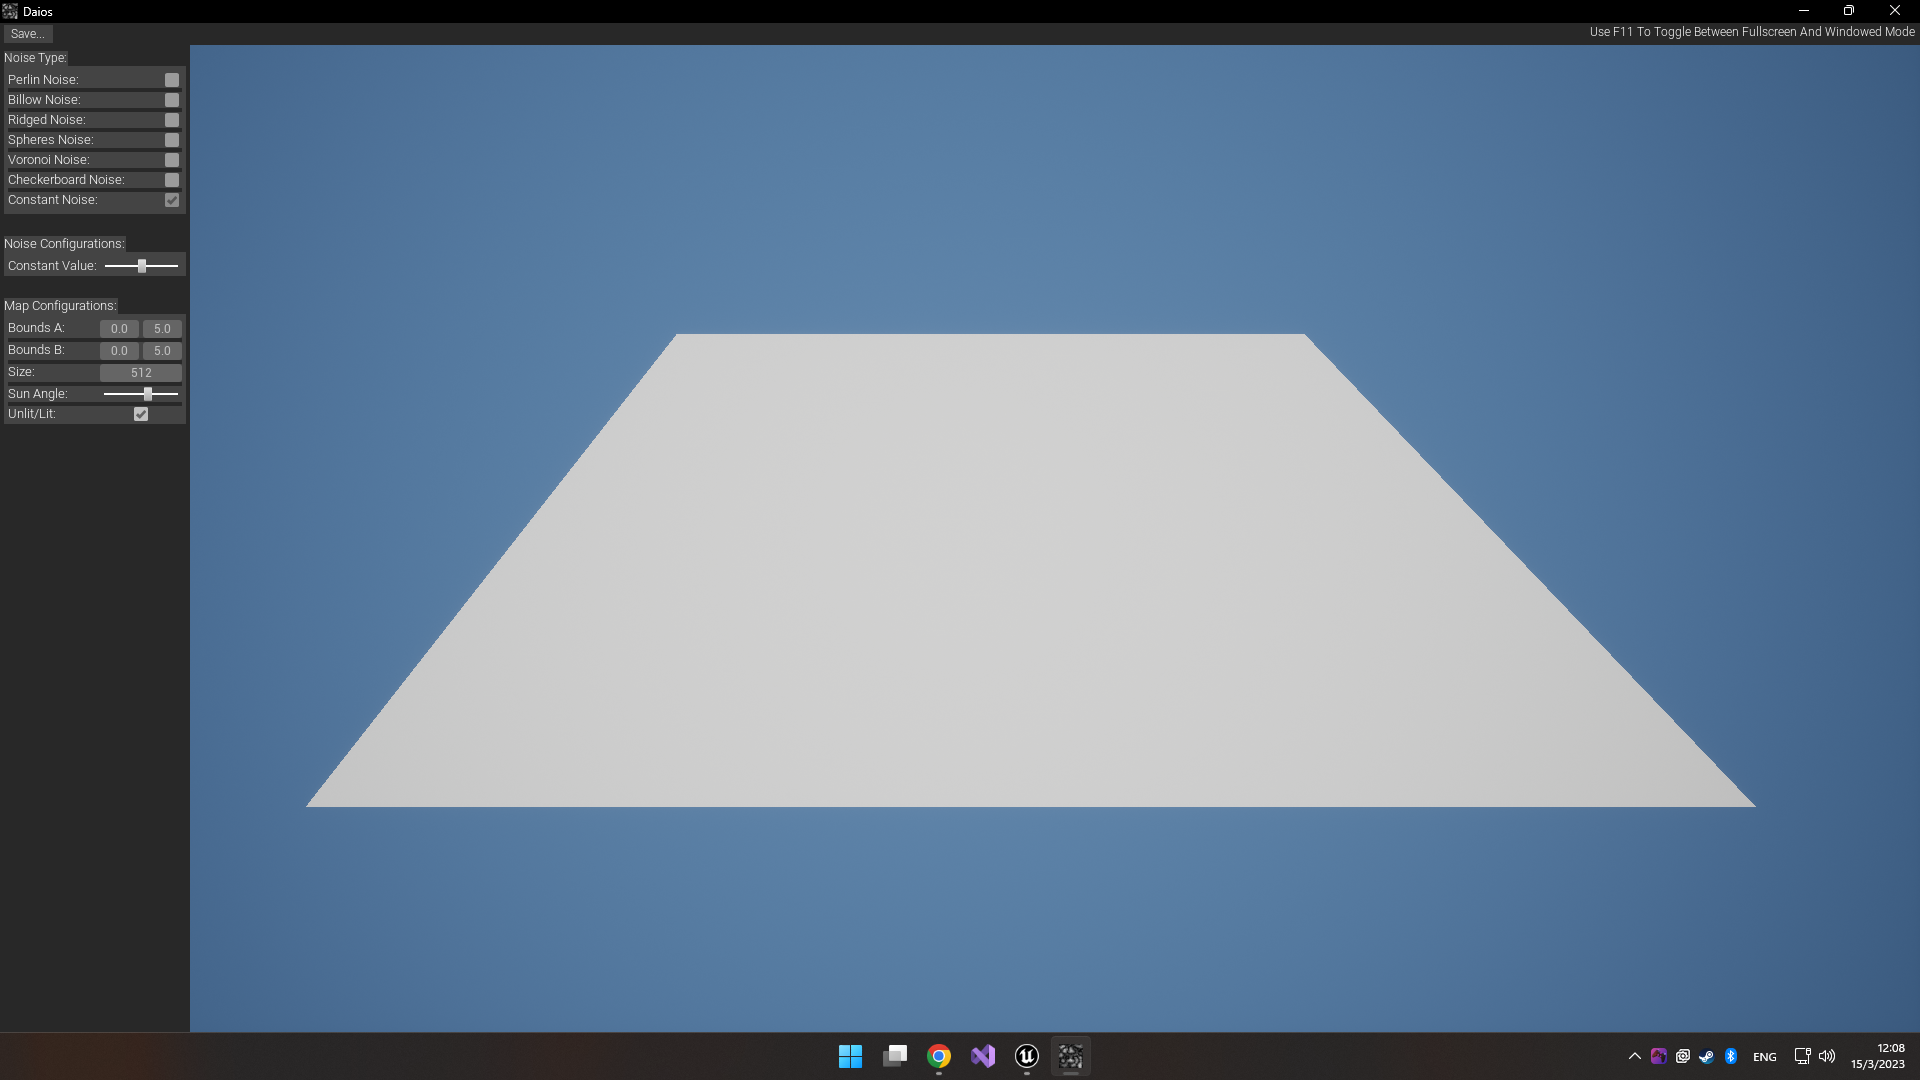 Daios
Save...
Use F11 To Toggle Between Fullscreen And Windowed Mode
Noise Type:
Perlin Noise:
Billow Noise:
Ridged Noise:
Spheres Noise:
Voronoi Noise:
Checkerboard Noise:
Constant Noise:
Noise Configurations:
Constant Value:
Map Configurations:
Bounds A: 0.0 5.0
Bounds B: 0.0 5.0
Size: 512
Sun Angle:
Unlit/Lit:
ENG
12:08
15/3/2023